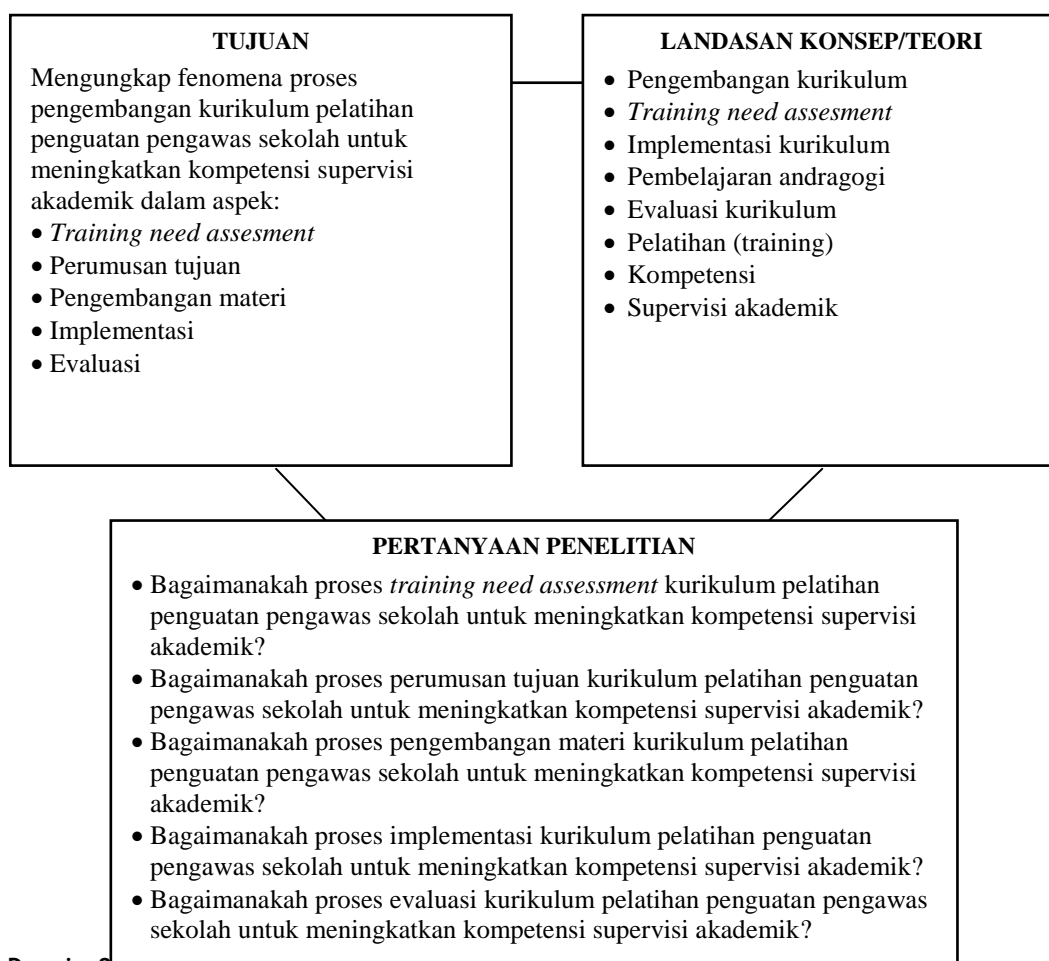 TUJUAN
Mengungkap fenomena proses
pengembangan kurikulum pelatihan
penguatan pengawas sekolah untuk
meningkatkan kompetensi supervisi
akademik dalam aspek:
• Training need assesment
• Perumusan tujuan
• Pengembangan materi
• Implementasi
• Evaluasi
LANDASAN KONSEP/TEORI
• Pengembangan kurikulum
• Training need assesment
• Implementasi kurikulum
• Pembelajaran andragogi
• Evaluasi kurikulum
• Pelatihan (training)
• Kompetensi
• Supervisi akademik
PERTANYAAN PENELITIAN
• Bagaimanakah proses training need assessment kurikulum pelatihan
penguatan pengawas sekolah untuk meningkatkan kompetensi supervisi
akademik?
• Bagaimanakah proses perumusan tujuan kurikulum pelatihan penguatan
pengawas sekolah untuk meningkatkan kompetensi supervisi akademik?
• Bagaimanakah proses pengembangan materi kurikulum pelatihan
penguatan pengawas sekolah untuk meningkatkan kompetensi supervisi
akademik?
• Bagaimanakah proses implementasi kurikulum pelatihan penguatan
pengawas sekolah untuk meningkatkan kompetensi supervisi akademik?
• Bagaimanakah proses evaluasi kurikulum pelatihan penguatan pengawas
sekolah untuk meningkatkan kompetensi supervisi akademik?